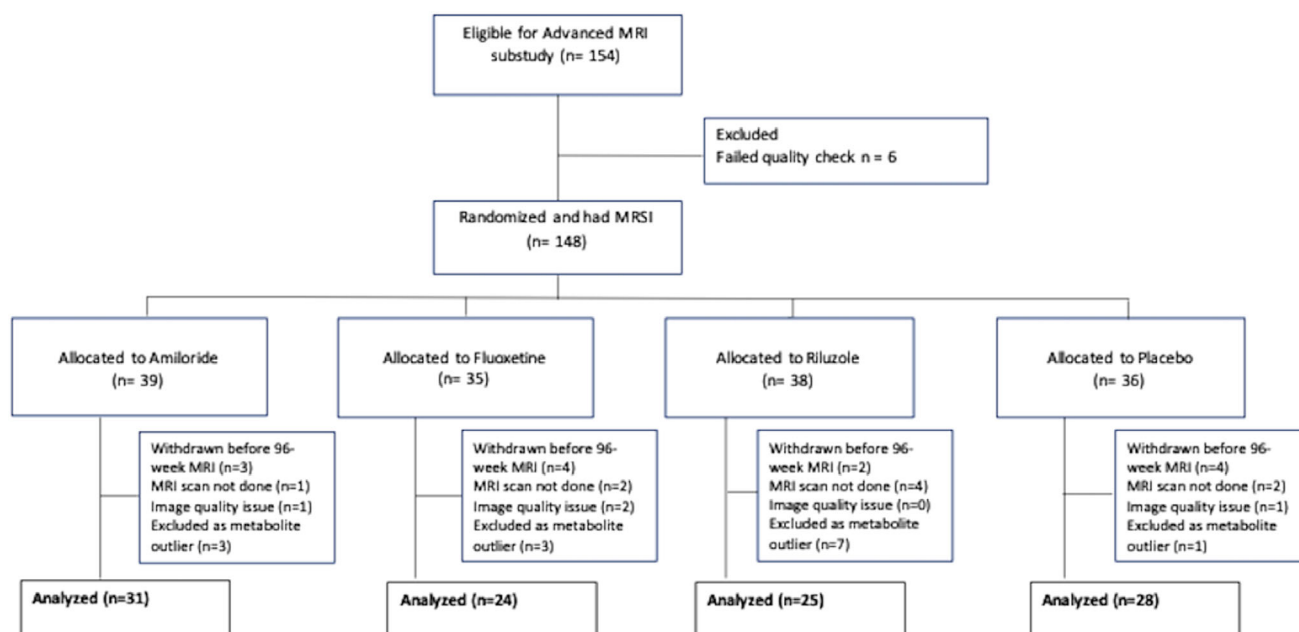 Eligible for Advanced MRI
substudy (n= 154)
Excluded
Failed quality check n = 6
Randomized and had MRSI
(n= 148)
Allocated to Amiloride
(n= 39)
Allocated to Fluoxetine
(n= 35)
Allocated to Riluzole
(n= 38)
Allocated to Placebo
(n= 36)
Withdrawn before 96-
week MRI (n=3)
MRI scan not done (n=1)
Image quality issue (n=1)
Excluded as metabolite
outlier (n=3)
Withdrawn before 96-
week MRI (n=4)
MRI scan not done (n=2)
Image quality issue (n=2)
Excluded as metabolite
outlier (n=3)
Withdrawn before 96-
week MRI (n=2)
MRI scan not done (n=4)
Image quality issue (n=0)
Excluded as metabolite
outlier (n=7)
Withdrawn before 96-
week MRI (n=4)
MRI scan not done (n=2)
Image quality issue (n=1)
Excluded as metabolite
outlier (n=1)
Analyzed (n=31)
Analyzed (n=24)
Analyzed (n=25)
Analyzed (n=28)